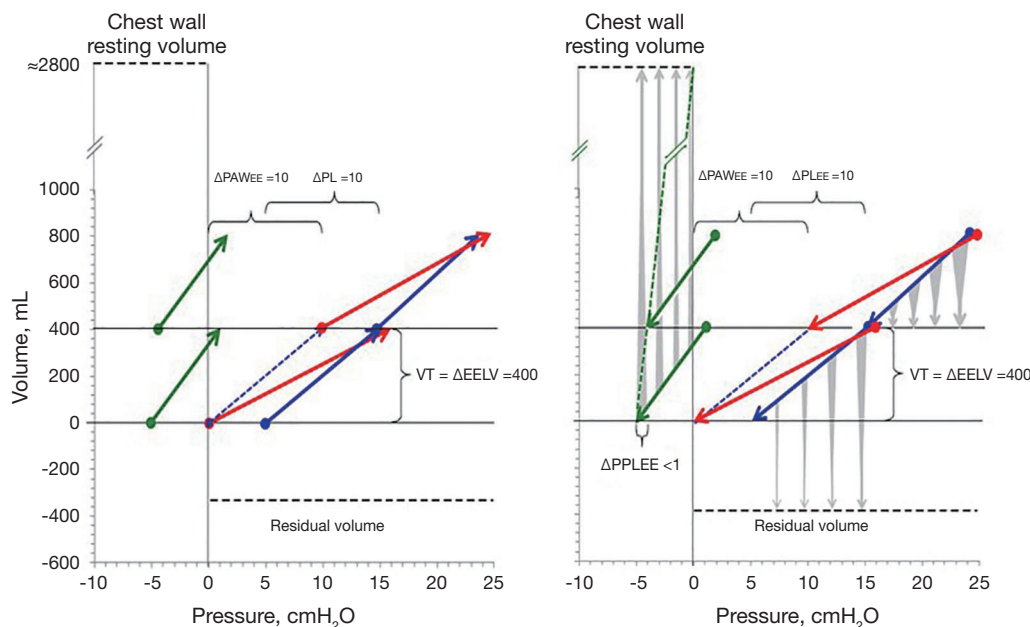 Chest wall
resting volume
≈2800
ΔPAWEE =10 ΔPL =10
1000
800
600
400
200
0
-200
-400
-600
Volume, mL
VT = ΔEELV =400
Residual volume
-10 -5 0 5 10 15 20 25
Pressure, cmH₂O
Chest wall
resting volume
ΔPAWEE =10 ΔPLEE =10
VT = ΔEELV =400
ΔPPLEE <1
Residual volume
-10 -5 0 5 10 15 20 25
Pressure, cmH₂O